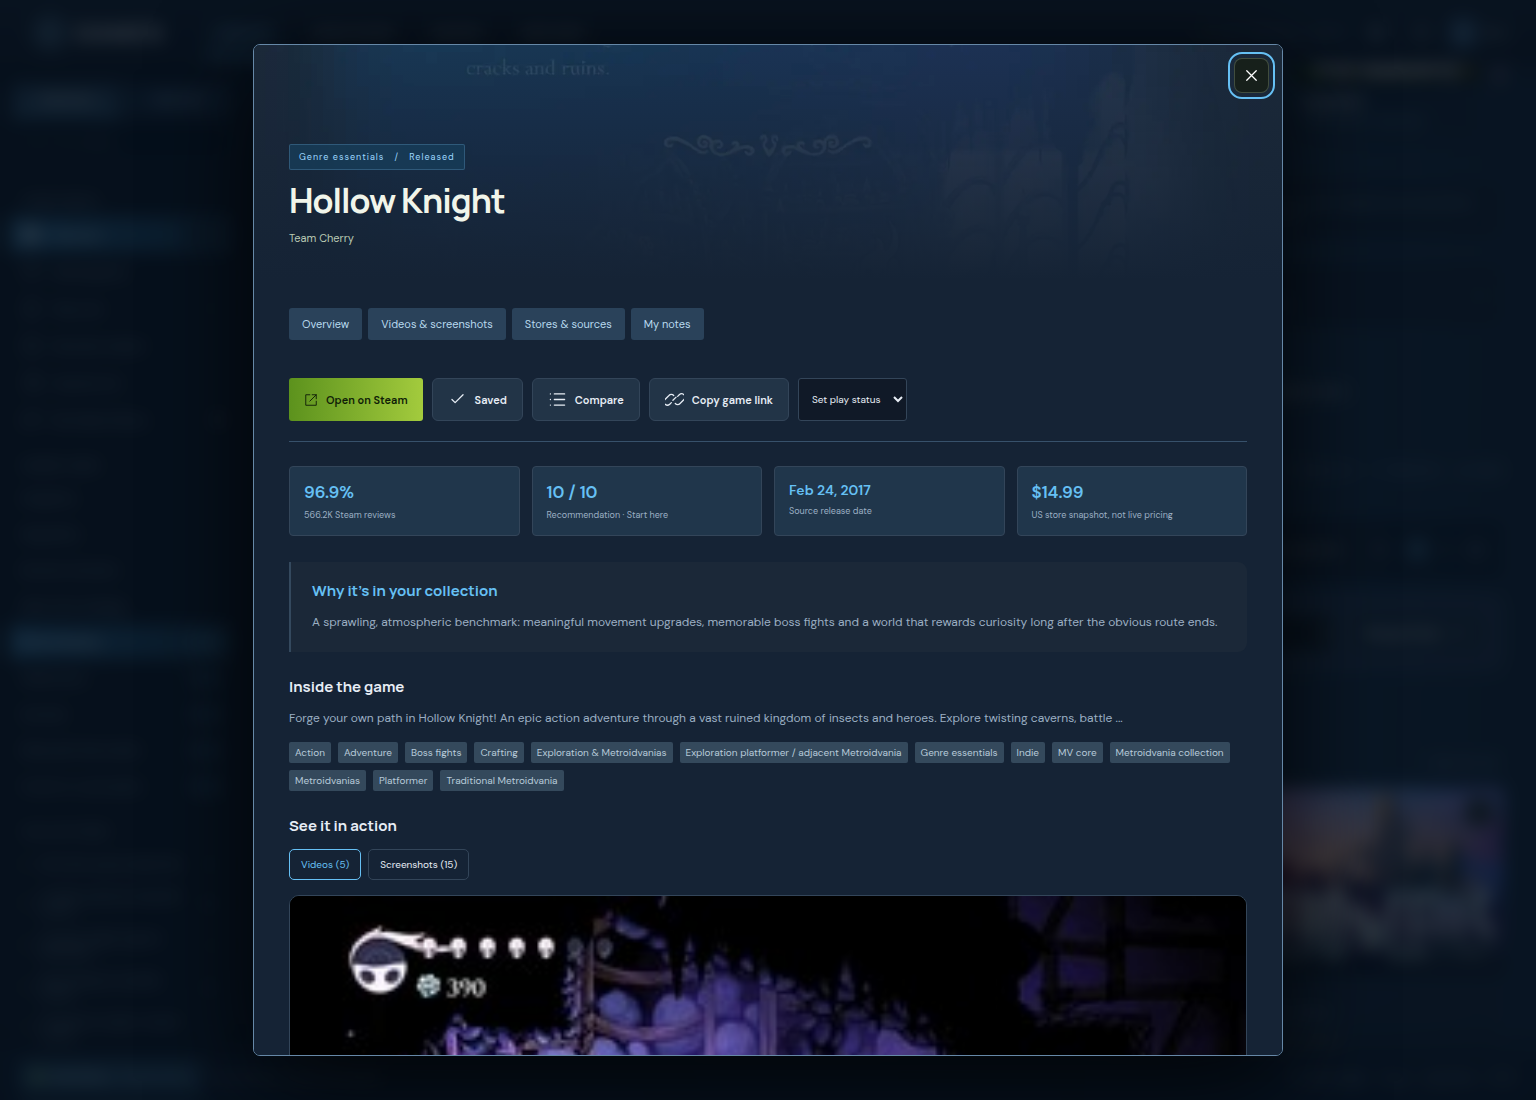 cracks and ruins.
Genre essentials / Released
Hollow Knight
Team Cherry
Overview
Videos & screenshots
Stores & sources
My notes
Open on Steam
Saved
Compare
Copy game link
Set play status
96.9%
566.2K Steam reviews
10 / 10
Recommendation · Start here
Feb 24, 2017
Source release date
$14.99
US store snapshot, not live pricing
Why it's in your collection
A sprawling, atmospheric benchmark: meaningful movement upgrades, memorable boss fights and a world that rewards curiosity long after the obvious route ends.
Inside the game
Forge your own path in Hollow Knight! An epic action adventure through a vast ruined kingdom of insects and heroes. Explore twisting caverns, battle ...
Action Adventure Boss fights Crafting Exploration & Metroidvanias Exploration platformer / adjacent Metroidvania Genre essentials Indie MV core Metroidvania collection
Metroidvanias Platformer Traditional Metroidvania
See it in action
Videos (5)
Screenshots (15)
390